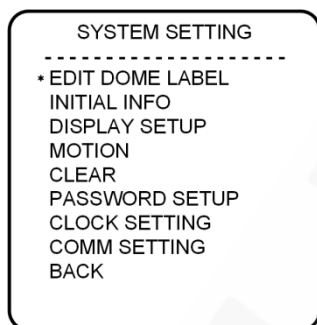 SYSTEM SETTING
- - - - - - - - - - - - - - - - - - - - - -
* EDIT DOME LABEL
INITIAL INFO
DISPLAY SETUP
MOTION
CLEAR
PASSWORD SETUP
CLOCK SETTING
COMM SETTING
BACK